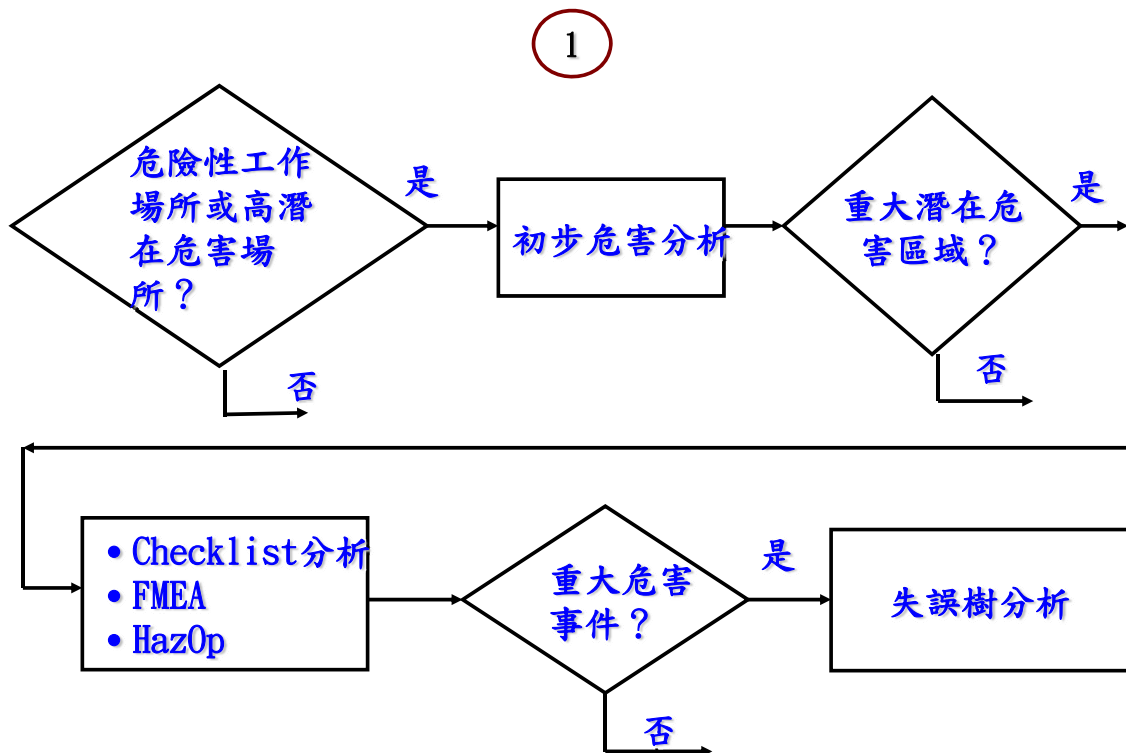 1
危險性工作
場所或高潛
在危害場
所？
是
初步危害分析
重大潛在危
害區域？
是
否
否
• Checklist分析
• FMEA
• HazOp
重大危害
事件？
是
失誤樹分析
否